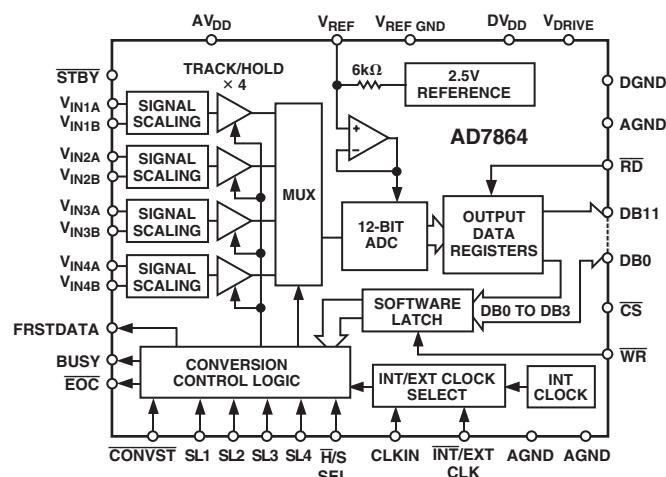 AVDD
VREF
VREF GND
DVDD
VDRIVE
STBY
TRACK/HOLD
× 4
6kΩ
2.5V
REFERENCE
DGND
VIN1A
VIN1B
SIGNAL
SCALING
AD7864
AGND
VIN2A
VIN2B
SIGNAL
SCALING
MUX
+
−
RD
VIN3A
VIN3B
SIGNAL
SCALING
12-BIT
ADC
OUTPUT
DATA
REGISTERS
DB11
DB0
VIN4A
VIN4B
SIGNAL
SCALING
SOFTWARE
LATCH
DB0 TO DB3
CS
FRSTDATA
BUSY
EOC
CONVERSION
CONTROL LOGIC
WR
INT/EXT CLOCK
SELECT
INT
CLOCK
CONVST
SL1
SL2
SL3
SL4
H/S
SEL
CLKIN
INT/EXT
CLK
AGND
AGND